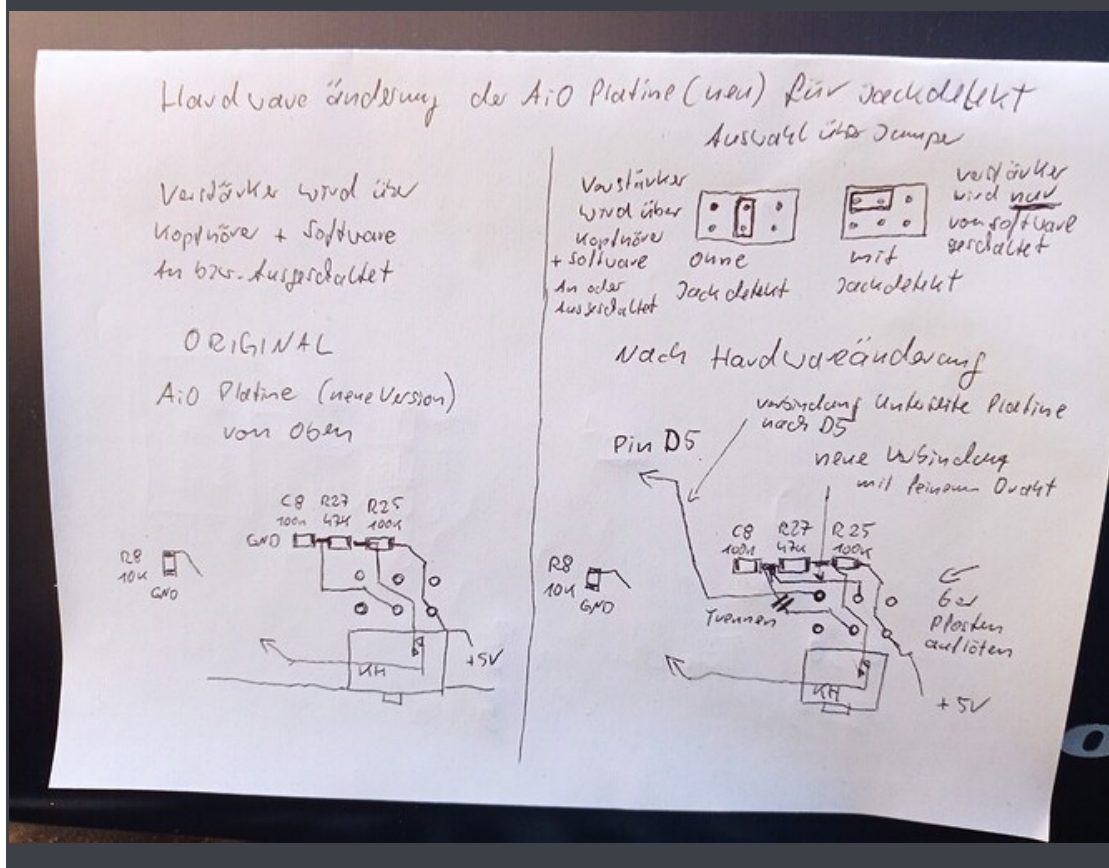 Hardware änderung der AiO Platine (neu) für Jackdetekt
Verstärker wird über
Kopfhörer + Software
An bzw. Ausgeschaltet
ORIGINAL
AiO Platine (neue Version)
von Oben
C8 R27 R25
100n 47K 100K
GND
R8
10K
GND
KH
+5V
Auswahl über Jumper
Verstärker
wird über
Kopfhörer
+ Software
An oder
Ausgeschaltet
ohne
Jackdetekt
mit
Jackdetekt
verstärker
wird nur
von software
geschaltet
Nach Hardwareänderung
verbindung Unterseite Platine
nach D5
Pin D5
neue Verbindung
mit feinem Draht
C8 R27 R25
100n 47K 100K
R8
10K
GND
Trennen
6er
Pfosten
auflöten
KH
+5V